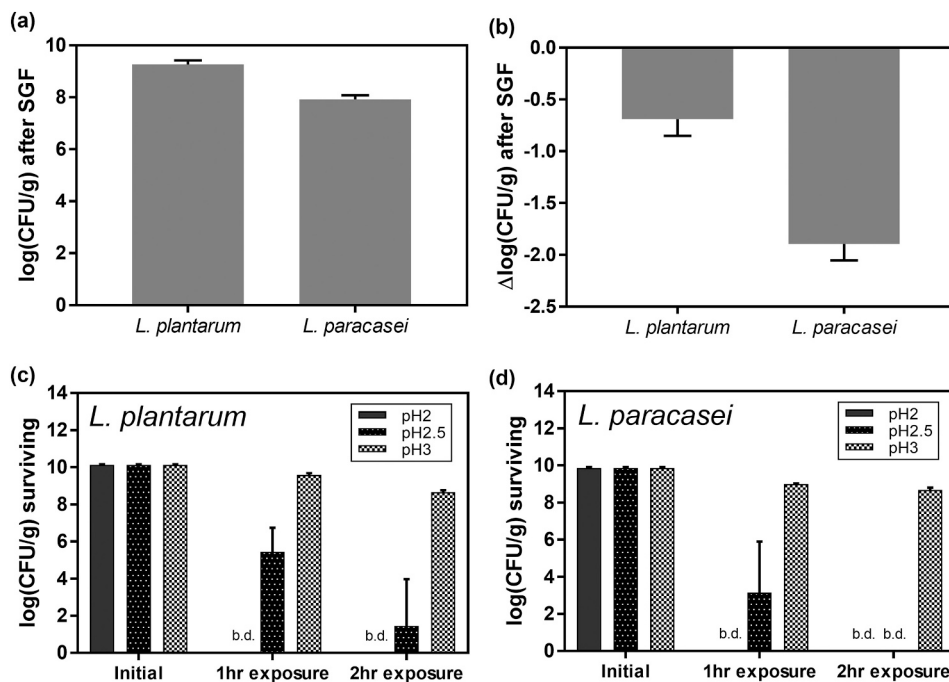 (a)
log(CFU/g) after SGF
10
8
6
4
2
0
L. plantarum L. paracasei
(b)
Δlog(CFU/g) after SGF
0.0
-0.5
-1.0
-1.5
-2.0
-2.5
L. plantarum L. paracasei
(c)
log(CFU/g) surviving
14
12
10
8
6
4
2
0
L. plantarum
pH2
pH2.5
pH3
b.d. b.d.
Initial 1hr exposure 2hr exposure
(d)
log(CFU/g) surviving
14
12
10
8
6
4
2
0
L. paracasei
pH2
pH2.5
pH3
b.d. b.d. b.d.
Initial 1hr exposure 2hr exposure